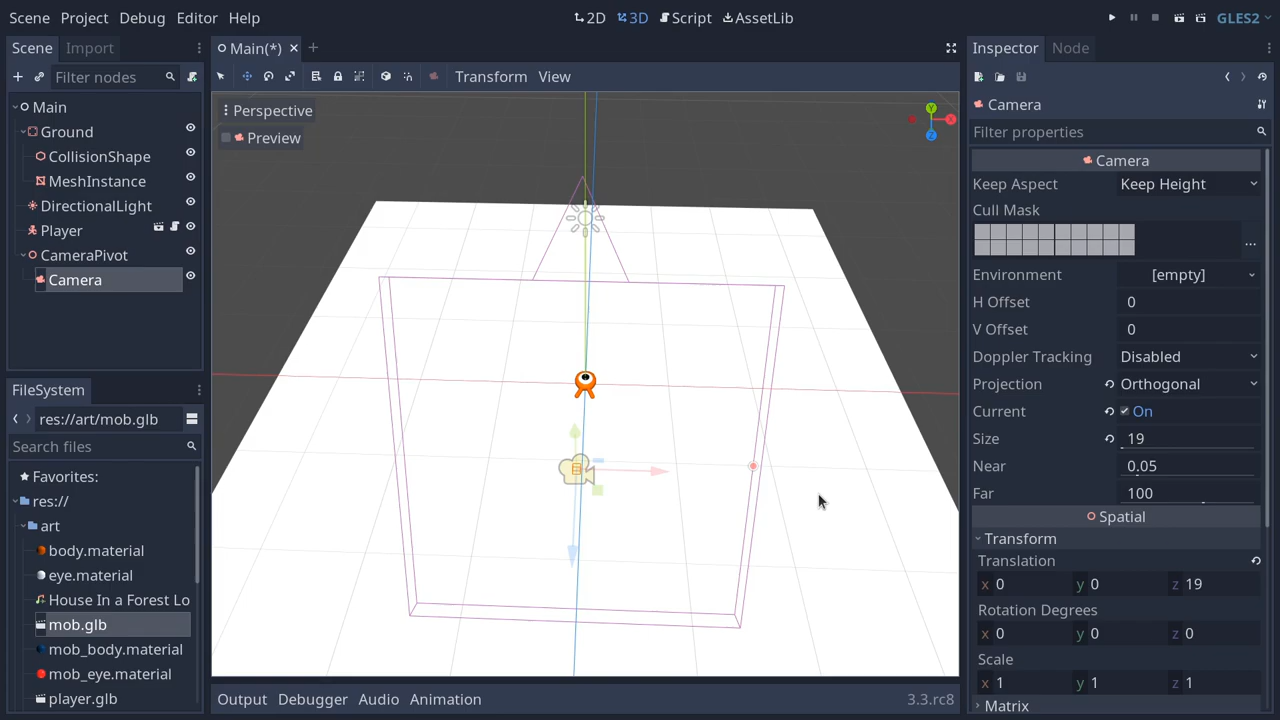 Scene Project Debug Editor Help
2D 3D Script AssetLib
GLES2
Scene Import
Filter nodes
Main
Ground
CollisionShape
MeshInstance
DirectionalLight
Player
CameraPivot
Camera
FileSystem
res://art/mob.glb
Search files
Favorites:
res://
art
body.material
eye.material
House In a Forest Lo
mob.glb
mob_body.material
mob_eye.material
player.glb
Main(*)
Transform View
Perspective
Preview
Output Debugger Audio Animation 3.3.rc8
Inspector Node
Camera
Filter properties
Camera
Keep Aspect Keep Height
Cull Mask
Environment [empty]
H Offset 0
V Offset 0
Doppler Tracking Disabled
Projection Orthogonal
Current On
Size 19
Near 0.05
Far 100
Spatial
Transform
Translation
x 0 y 0 z 19
Rotation Degrees
x 0 y 0 z 0
Scale
x 1 y 1 z 1
Matrix